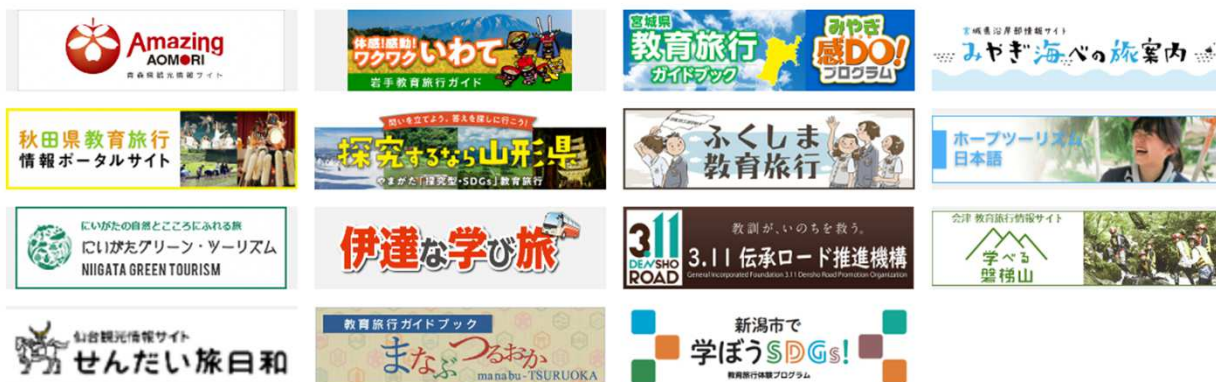 Amazing
AOMORI
青森県観光情報サイト
体感!感動!
ワクワクいわて
岩手教育旅行ガイド
宮城県
教育旅行
ガイドブック
みやぎ
感DO!
プログラム
宮城県沿岸部情報サイト
みやぎ海べの旅案内
秋田県教育旅行
情報ポータルサイト
問いを立てよう。答えを探しに行こう!
探究するなら山形県
やまがた「探究型・SDGs」教育旅行
ふくしま
教育旅行
ホープツーリズム
日本語
にいがたの自然とこころにふれる旅
にいがたグリーン・ツーリズム
NIIGATA GREEN TOURISM
伊達な学び旅
3.11
DENSHO
ROAD
教訓が、いのちを救う。
3.11 伝承ロード推進機構
General Incorporated Foundation 3.11 Densho Road Promotion Organization
会津 教育旅行情報サイト
学べる
磐梯山
仙台観光情報サイト
せんだい旅日和
教育旅行ガイドブック
まなぶ つるおか
manabu-TSURUOKA
新潟市で
学ぼうSDGs!
教育旅行体験プログラム